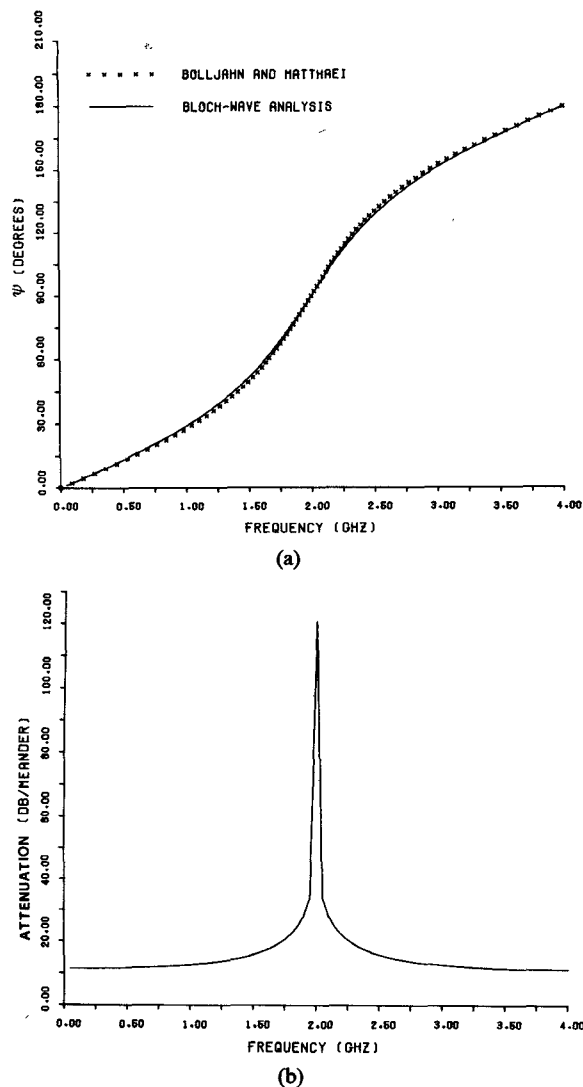 210.00
180.00
150.00
120.00
90.00
60.00
30.00
0.00
ψ (DEGREES)
BOLLJAHN AND MATTHAEI
BLOCH-WAVE ANALYSIS
0.00 0.50 1.00 1.50 2.00 2.50 3.00 3.50 4.00
FREQUENCY (GHZ)
(a)
120.00
100.00
80.00
60.00
40.00
20.00
0.00
ATTENUATION (DB/MEANDER)
0.00 0.50 1.00 1.50 2.00 2.50 3.00 3.50 4.00
FREQUENCY (GHZ)
(b)